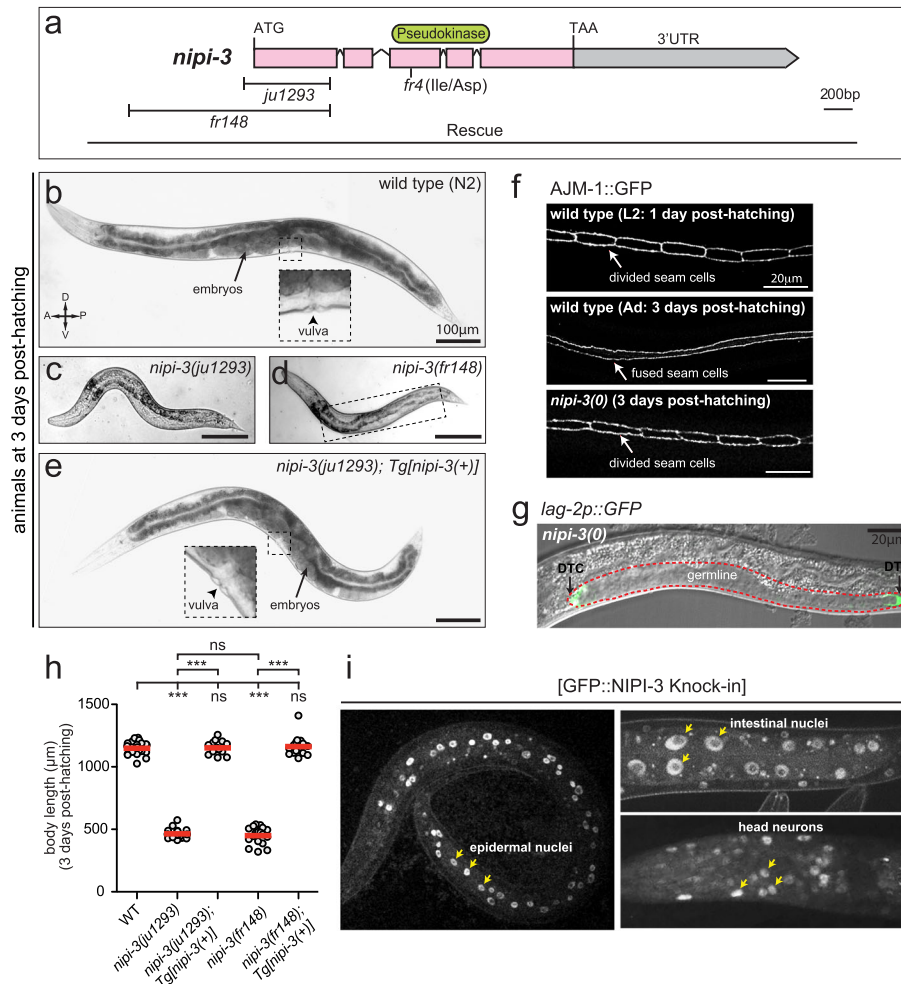 a
ATG
Pseudokinase
TAA
3'UTR
nipi-3
fr4(Ile/Asp)
ju1293
fr148
200bp
Rescue
animals at 3 days post-hatching
b
wild type (N2)
embryos
vulva
D
A P
V
100µm
c
nipi-3(ju1293)
d
nipi-3(fr148)
e
nipi-3(ju1293); Tg[nipi-3(+)]
vulva
embryos
f
AJM-1::GFP
wild type (L2: 1 day post-hatching)
divided seam cells
20µm
wild type (Ad: 3 days post-hatching)
fused seam cells
nipi-3(0) (3 days post-hatching)
divided seam cells
g
lag-2p::GFP
nipi-3(0)
20µm
DTC
germline
DT
h
ns
*** ***
*** ns *** ns
body length (µm)
(3 days post-hatching)
1500
1000
500
0
WT
nipi-3(ju1293)
nipi-3(ju1293);
Tg[nipi-3(+)]
nipi-3(fr148)
nipi-3(fr148);
Tg[nipi-3(+)]
i
[GFP::NIPI-3 Knock-in]
epidermal nuclei
intestinal nuclei
head neurons